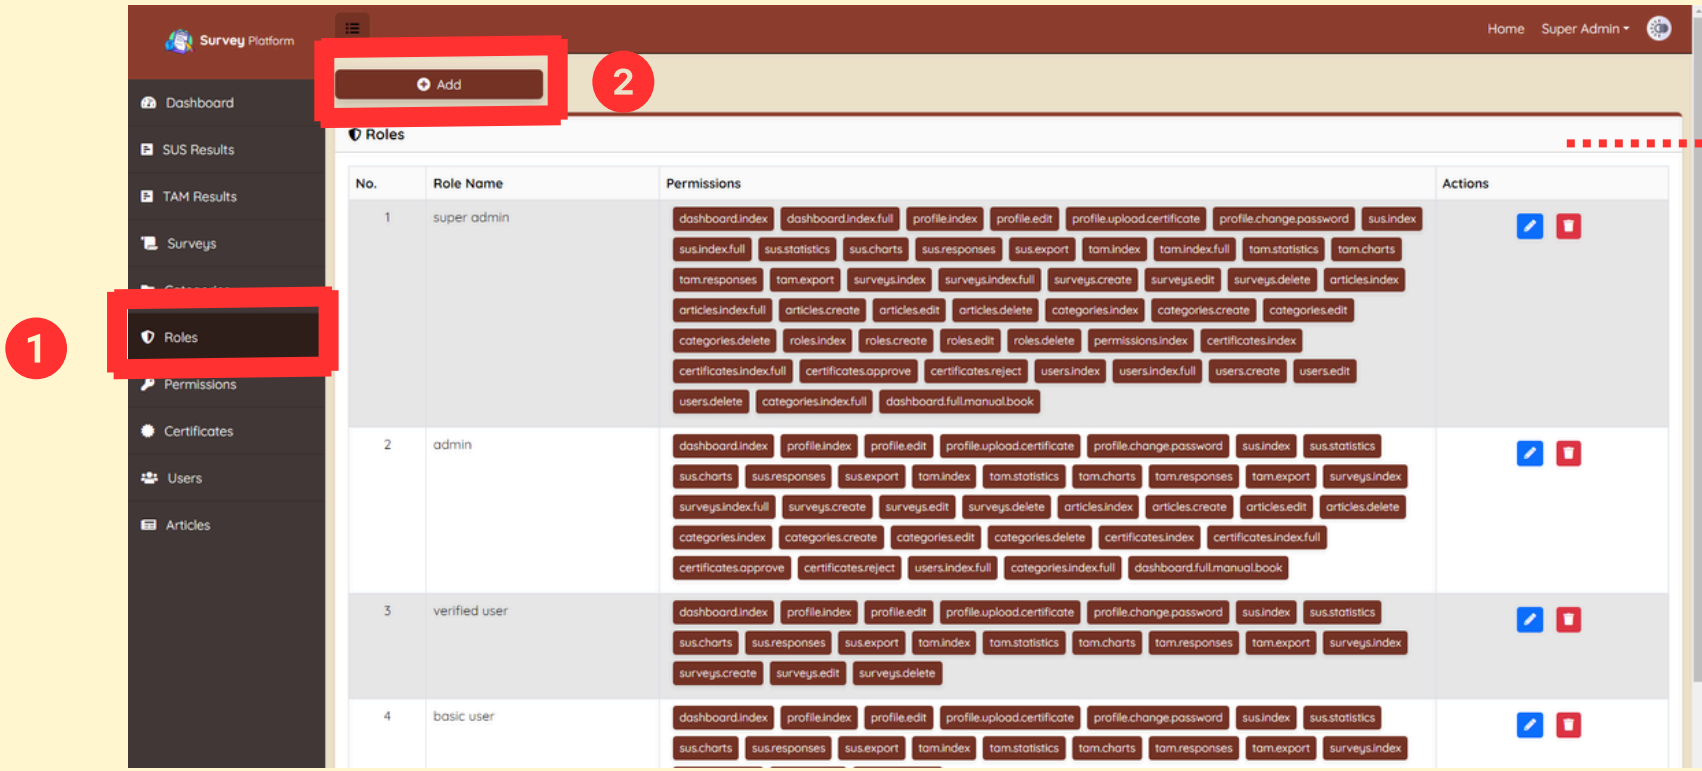 Survey Platform
Home Super Admin
Add
2
Dashboard
SUS Results
TAM Results
Surveys
Categories
1
Roles
Permissions
Certificates
Users
Articles
Roles
No. Role Name Permissions Actions
1 super admin dashboard.index dashboard.index.full profile.index profile.edit profile.upload.certificate profile.change.password sus.index
sus.index.full sus.statistics sus.charts sus.responses sus.export tam.index tam.index.full tam.statistics tam.charts
tam.responses tam.export surveys.index surveys.index.full surveys.create surveys.edit surveys.delete articles.index
articles.index.full articles.create articles.edit articles.delete categories.index categories.create categories.edit
categories.delete roles.index roles.create roles.edit roles.delete permissions.index certificates.index
certificates.index.full certificates.approve certificates.reject users.index users.index.full users.create users.edit
users.delete categories.index.full dashboard.full.manual.book
2 admin dashboard.index profile.index profile.edit profile.upload.certificate profile.change.password sus.index sus.statistics
sus.charts sus.responses sus.export tam.index tam.statistics tam.charts tam.responses tam.export surveys.index
surveys.index.full surveys.create surveys.edit surveys.delete articles.index articles.create articles.edit articles.delete
categories.index categories.create categories.edit categories.delete certificates.index certificates.index.full
certificates.approve certificates.reject users.index.full categories.index.full dashboard.full.manual.book
3 verified user dashboard.index profile.index profile.edit profile.upload.certificate profile.change.password sus.index sus.statistics
sus.charts sus.responses sus.export tam.index tam.statistics tam.charts tam.responses tam.export surveys.index
surveys.create surveys.edit surveys.delete
4 basic user dashboard.index profile.index profile.edit profile.upload.certificate profile.change.password sus.index sus.statistics
sus.charts sus.responses sus.export tam.index tam.statistics tam.charts tam.responses tam.export surveys.index